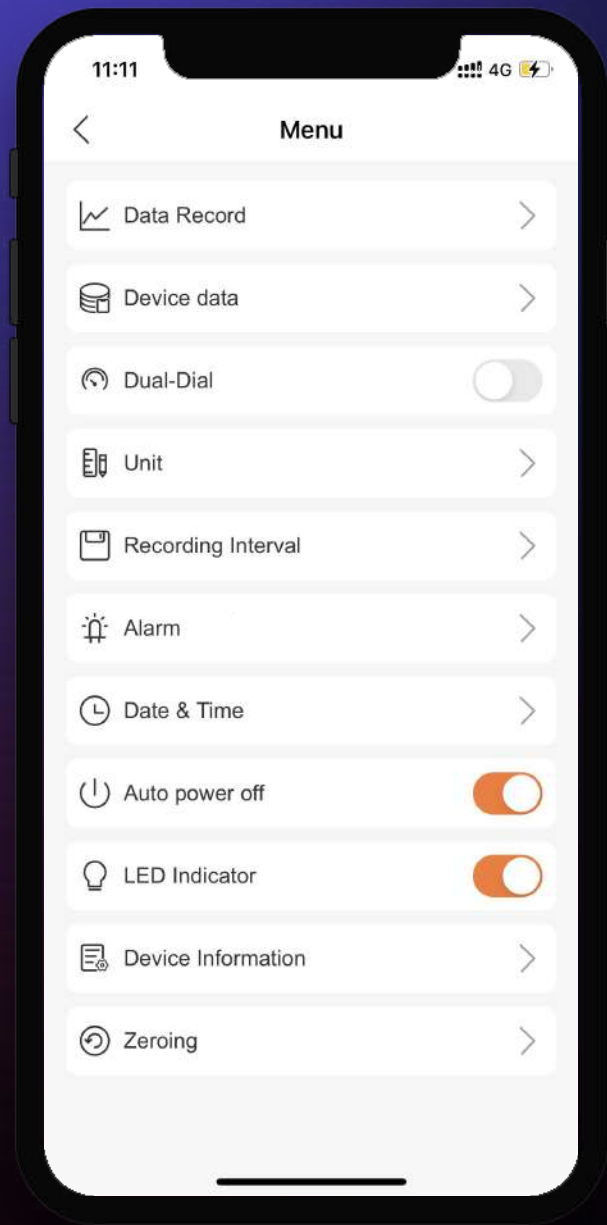 11:11
4G
Menu
Data Record
Device data
Dual-Dial
Unit
Recording Interval
Alarm
Date & Time
Auto power off
LED Indicator
Device Information
Zeroing